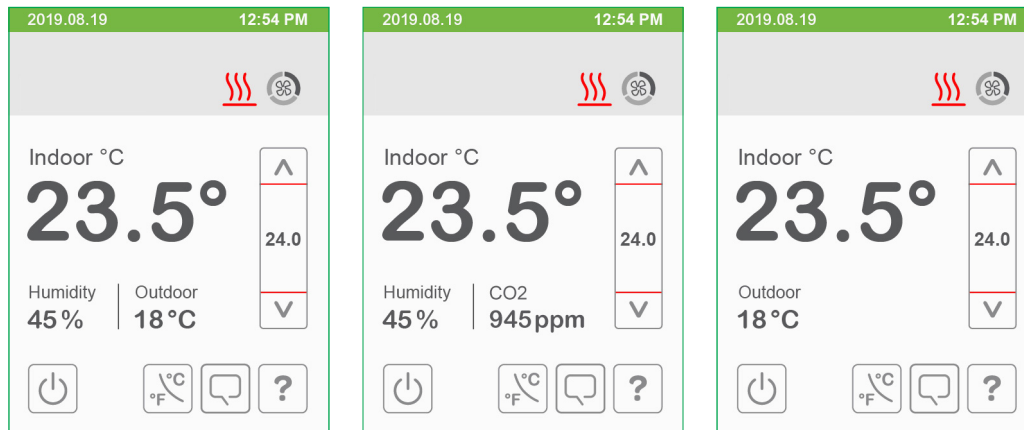 2019.08.19 12:54 PM
Indoor °C
23.5°
24.0
Humidity Outdoor
45% 18°C
°C
°F
?
2019.08.19 12:54 PM
Indoor °C
23.5°
24.0
Humidity CO2
45% 945ppm
°C
°F
?
2019.08.19 12:54 PM
Indoor °C
23.5°
24.0
Outdoor
18°C
°C
°F
?